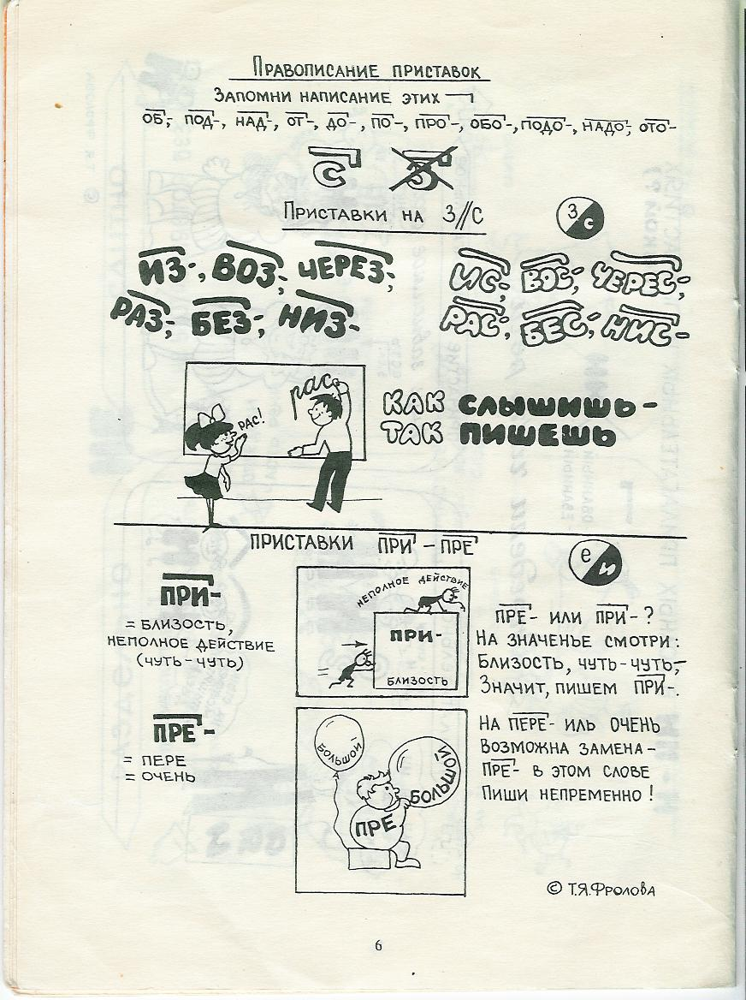 Правописание приставок
Запомни написание этих
ОБ-, ПОД-, НАД-, ОТ-, ДО-, ПО-, ПРО-, ОБО-, ПОДО-, НАДО-, ОТО-
С З
Приставки на З//С
З/С
ИЗ-, ВОЗ-, ЧЕРЕЗ-,
РАЗ-, БЕЗ-, НИЗ-
ИС-, ВОС-, ЧЕРЕС-,
РАС-, БЕС-, НИС-
рас
РАС!
КАК СЛЫШИШЬ-
ТАК ПИШЕШЬ
ПРИСТАВКИ ПРИ - ПРЕ
е/и
ПРИ-
= БЛИЗОСТЬ,
НЕПОЛНОЕ ДЕЙСТВИЕ
(ЧУТЬ-ЧУТЬ)
НЕПОЛНОЕ ДЕЙСТВИЕ
ПРИ-
БЛИЗОСТЬ
ПРЕ- ИЛИ ПРИ-?
НА ЗНАЧЕНЬЕ СМОТРИ:
БЛИЗОСТЬ, ЧУТЬ-ЧУТЬ,-
ЗНАЧИТ, ПИШЕМ ПРИ-.
ПРЕ-
= ПЕРЕ
= ОЧЕНЬ
БОЛЬШОЙ
БОЛЬШОЙ
ПРЕ
НА ПЕРЕ- ИЛЬ ОЧЕНЬ
ВОЗМОЖНА ЗАМЕНА-
ПРЕ- В ЭТОМ СЛОВЕ
ПИШИ НЕПРЕМЕННО!
© Т.Я.Фролова
6